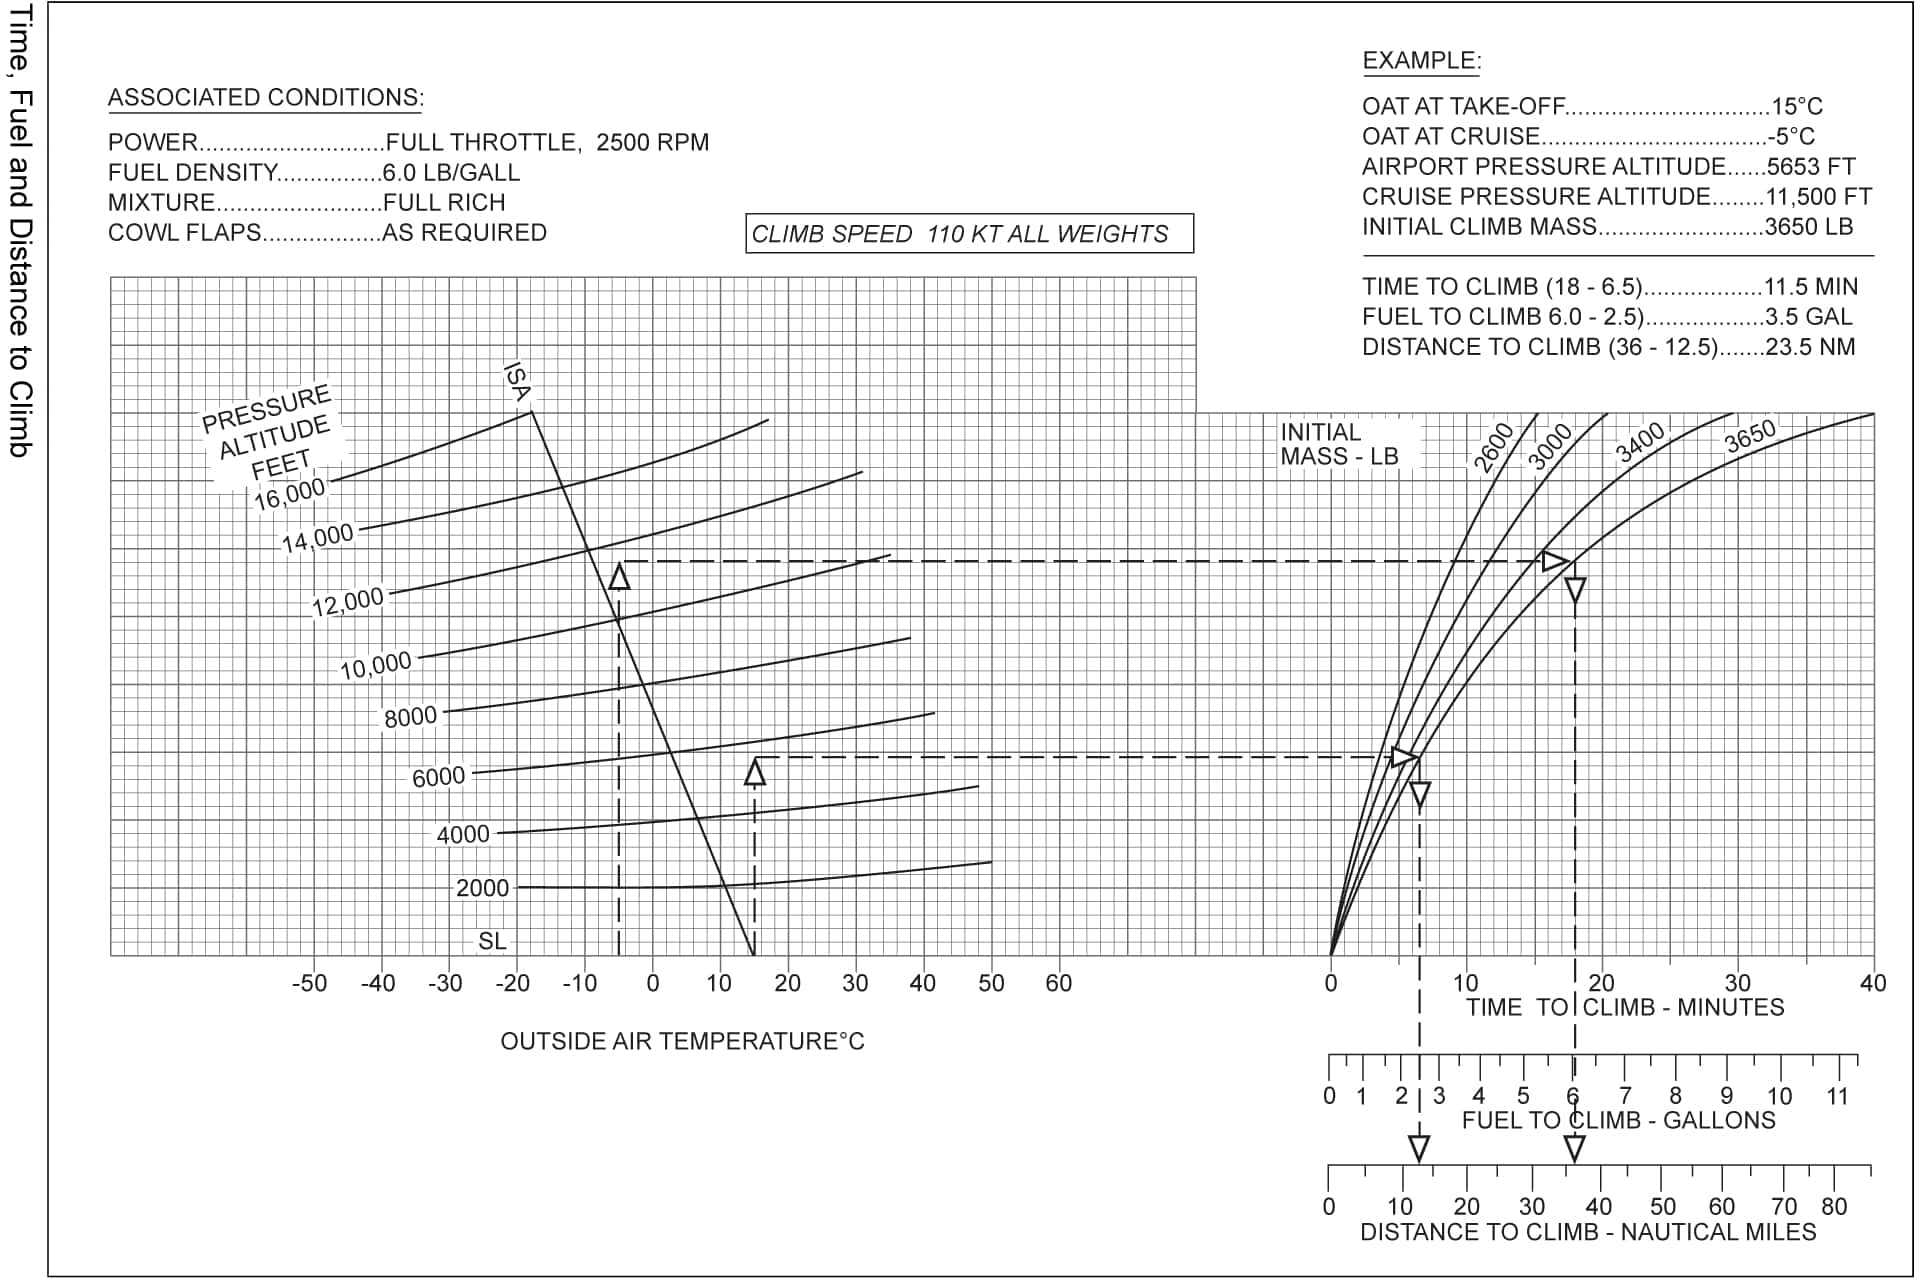 Time, Fuel and Distance to Climb
ASSOCIATED CONDITIONS:
POWER............................FULL THROTTLE, 2500 RPM
FUEL DENSITY................6.0 LB/GALL
MIXTURE.........................FULL RICH
COWL FLAPS..................AS REQUIRED
CLIMB SPEED 110 KT ALL WEIGHTS
EXAMPLE:
OAT AT TAKE-OFF...............................15°C
OAT AT CRUISE..................................-5°C
AIRPORT PRESSURE ALTITUDE......5653 FT
CRUISE PRESSURE ALTITUDE........11,500 FT
INITIAL CLIMB MASS.........................3650 LB
TIME TO CLIMB (18 - 6.5)..................11.5 MIN
FUEL TO CLIMB 6.0 - 2.5)..................3.5 GAL
DISTANCE TO CLIMB (36 - 12.5).......23.5 NM
PRESSURE
ALTITUDE
FEET
ISA
16,000
14,000
12,000
10,000
8000
6000
4000
2000
SL
-50 -40 -30 -20 -10 0 10 20 30 40 50 60
OUTSIDE AIR TEMPERATURE°C
INITIAL
MASS - LB
2600
3000
3400
3650
0 10 20 30 40
TIME TO CLIMB - MINUTES
0 1 2 3 4 5 6 7 8 9 10 11
FUEL TO CLIMB - GALLONS
0 10 20 30 40 50 60 70 80
DISTANCE TO CLIMB - NAUTICAL MILES